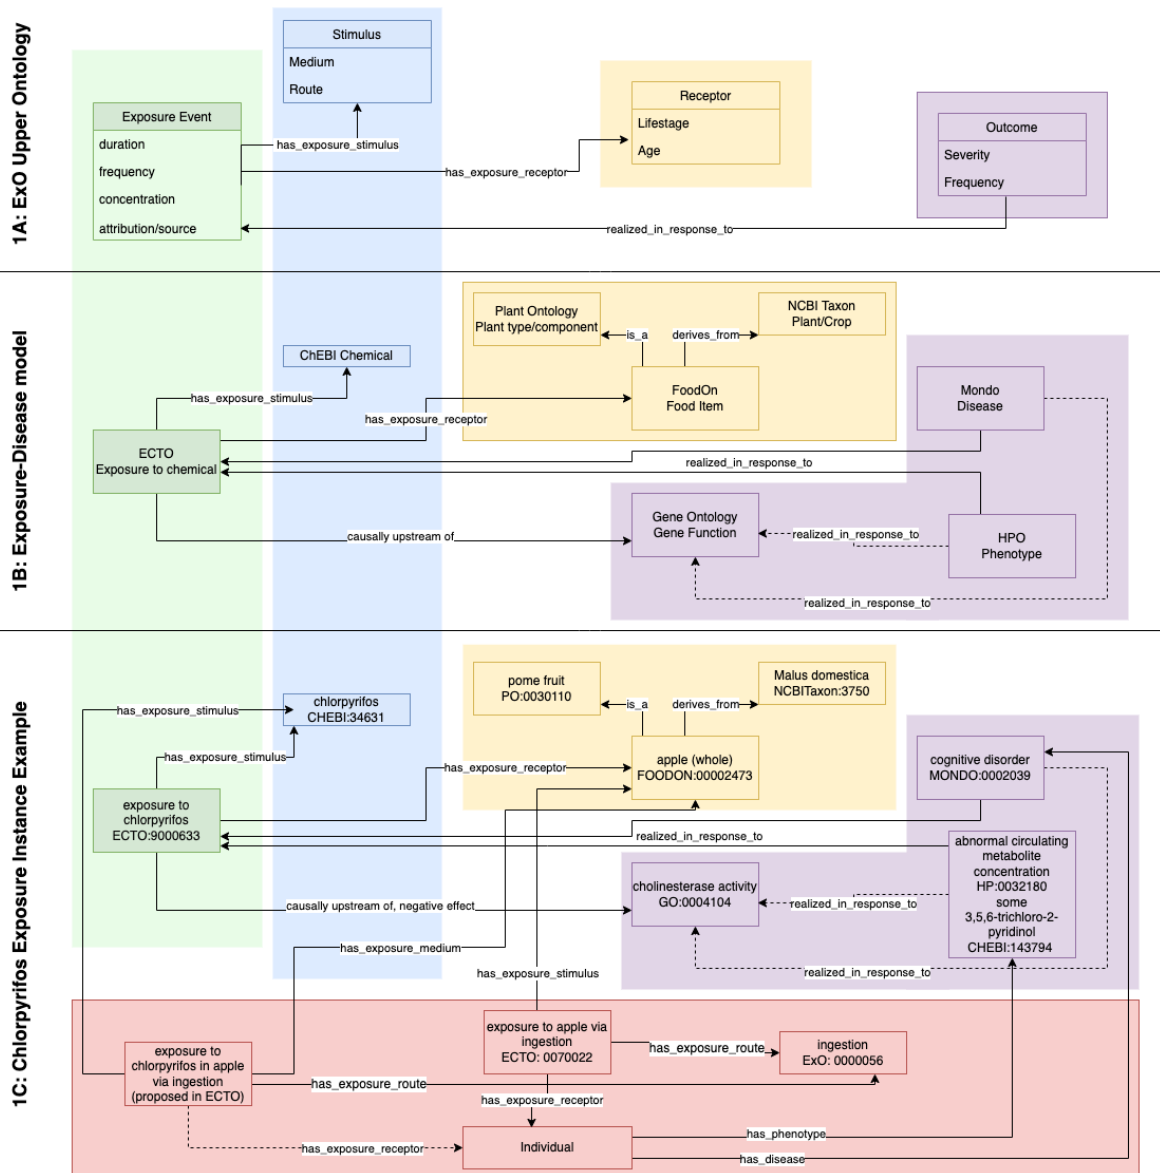 1A: ExO Upper Ontology
Stimulus
Medium
Route
Exposure Event
duration
frequency
concentration
attribution/source
has_exposure_stimulus
has_exposure_receptor
Receptor
Lifestage
Age
Outcome
Severity
Frequency
realized_in_response_to
1B: Exposure-Disease model
Plant Ontology
Plant type/component
NCBI Taxon
Plant/Crop
is_a
derives_from
ChEBI Chemical
FoodOn
Food Item
Mondo
Disease
has_exposure_stimulus
has_exposure_receptor
ECTO
Exposure to chemical
realized_in_response_to
Gene Ontology
Gene Function
causally upstream of
realized_in_response_to
HPO
Phenotype
realized_in_response_to
1C: Chlorpyrifos Exposure Instance Example
pome fruit
PO:0030110
Malus domestica
NCBITaxon:3750
is_a
derives_from
has_exposure_stimulus
chlorpyrifos
CHEBI:34631
has_exposure_stimulus
has_exposure_receptor
apple (whole)
FOODON:00002473
cognitive disorder
MONDO:0002039
exposure to
chlorpyrifos
ECTO:9000633
realized_in_response_to
abnormal circulating
metabolite
concentration
HP:0032180
some
3,5,6-trichloro-2-
pyridinol
CHEBI:143794
cholinesterase activity
GO:0004104
causally upstream of, negative effect
realized_in_response_to
has_exposure_medium
has_exposure_stimulus
realized_in_response_to
exposure to
chlorpyrifos in apple
via ingestion
(proposed in ECTO)
exposure to apple via
ingestion
ECTO: 0070022
has_exposure_route
ingestion
ExO: 0000056
has_exposure_route
has_exposure_receptor
has_exposure_receptor
Individual
has_phenotype
has_disease